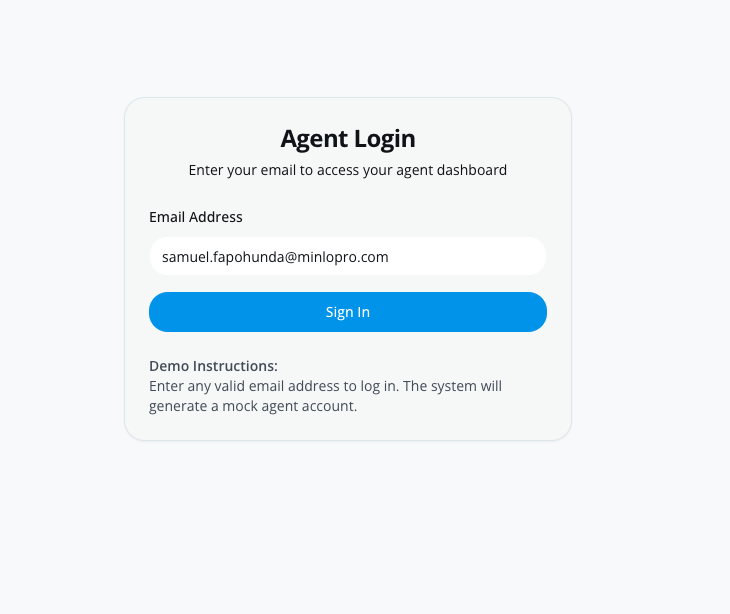 Agent Login
Enter your email to access your agent dashboard
Email Address
samuel.fapohunda@minlopro.com
Sign In
Demo Instructions:
Enter any valid email address to log in. The system will
generate a mock agent account.